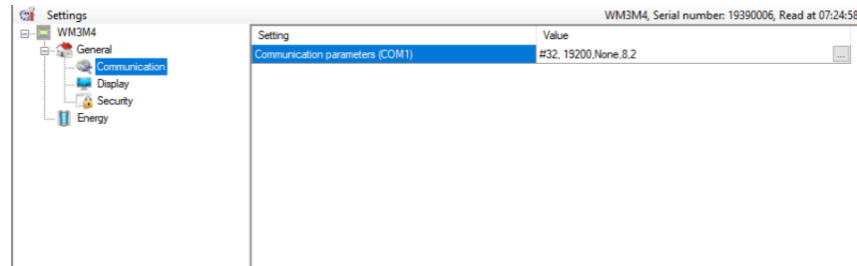 Settings
WM3M4, Serial number: 19390006, Read at 07:24:58
WM3M4
General
Communication
Display
Security
Energy
Setting Value
Communication parameters (COM1) #32, 19200,None,8,2 ...